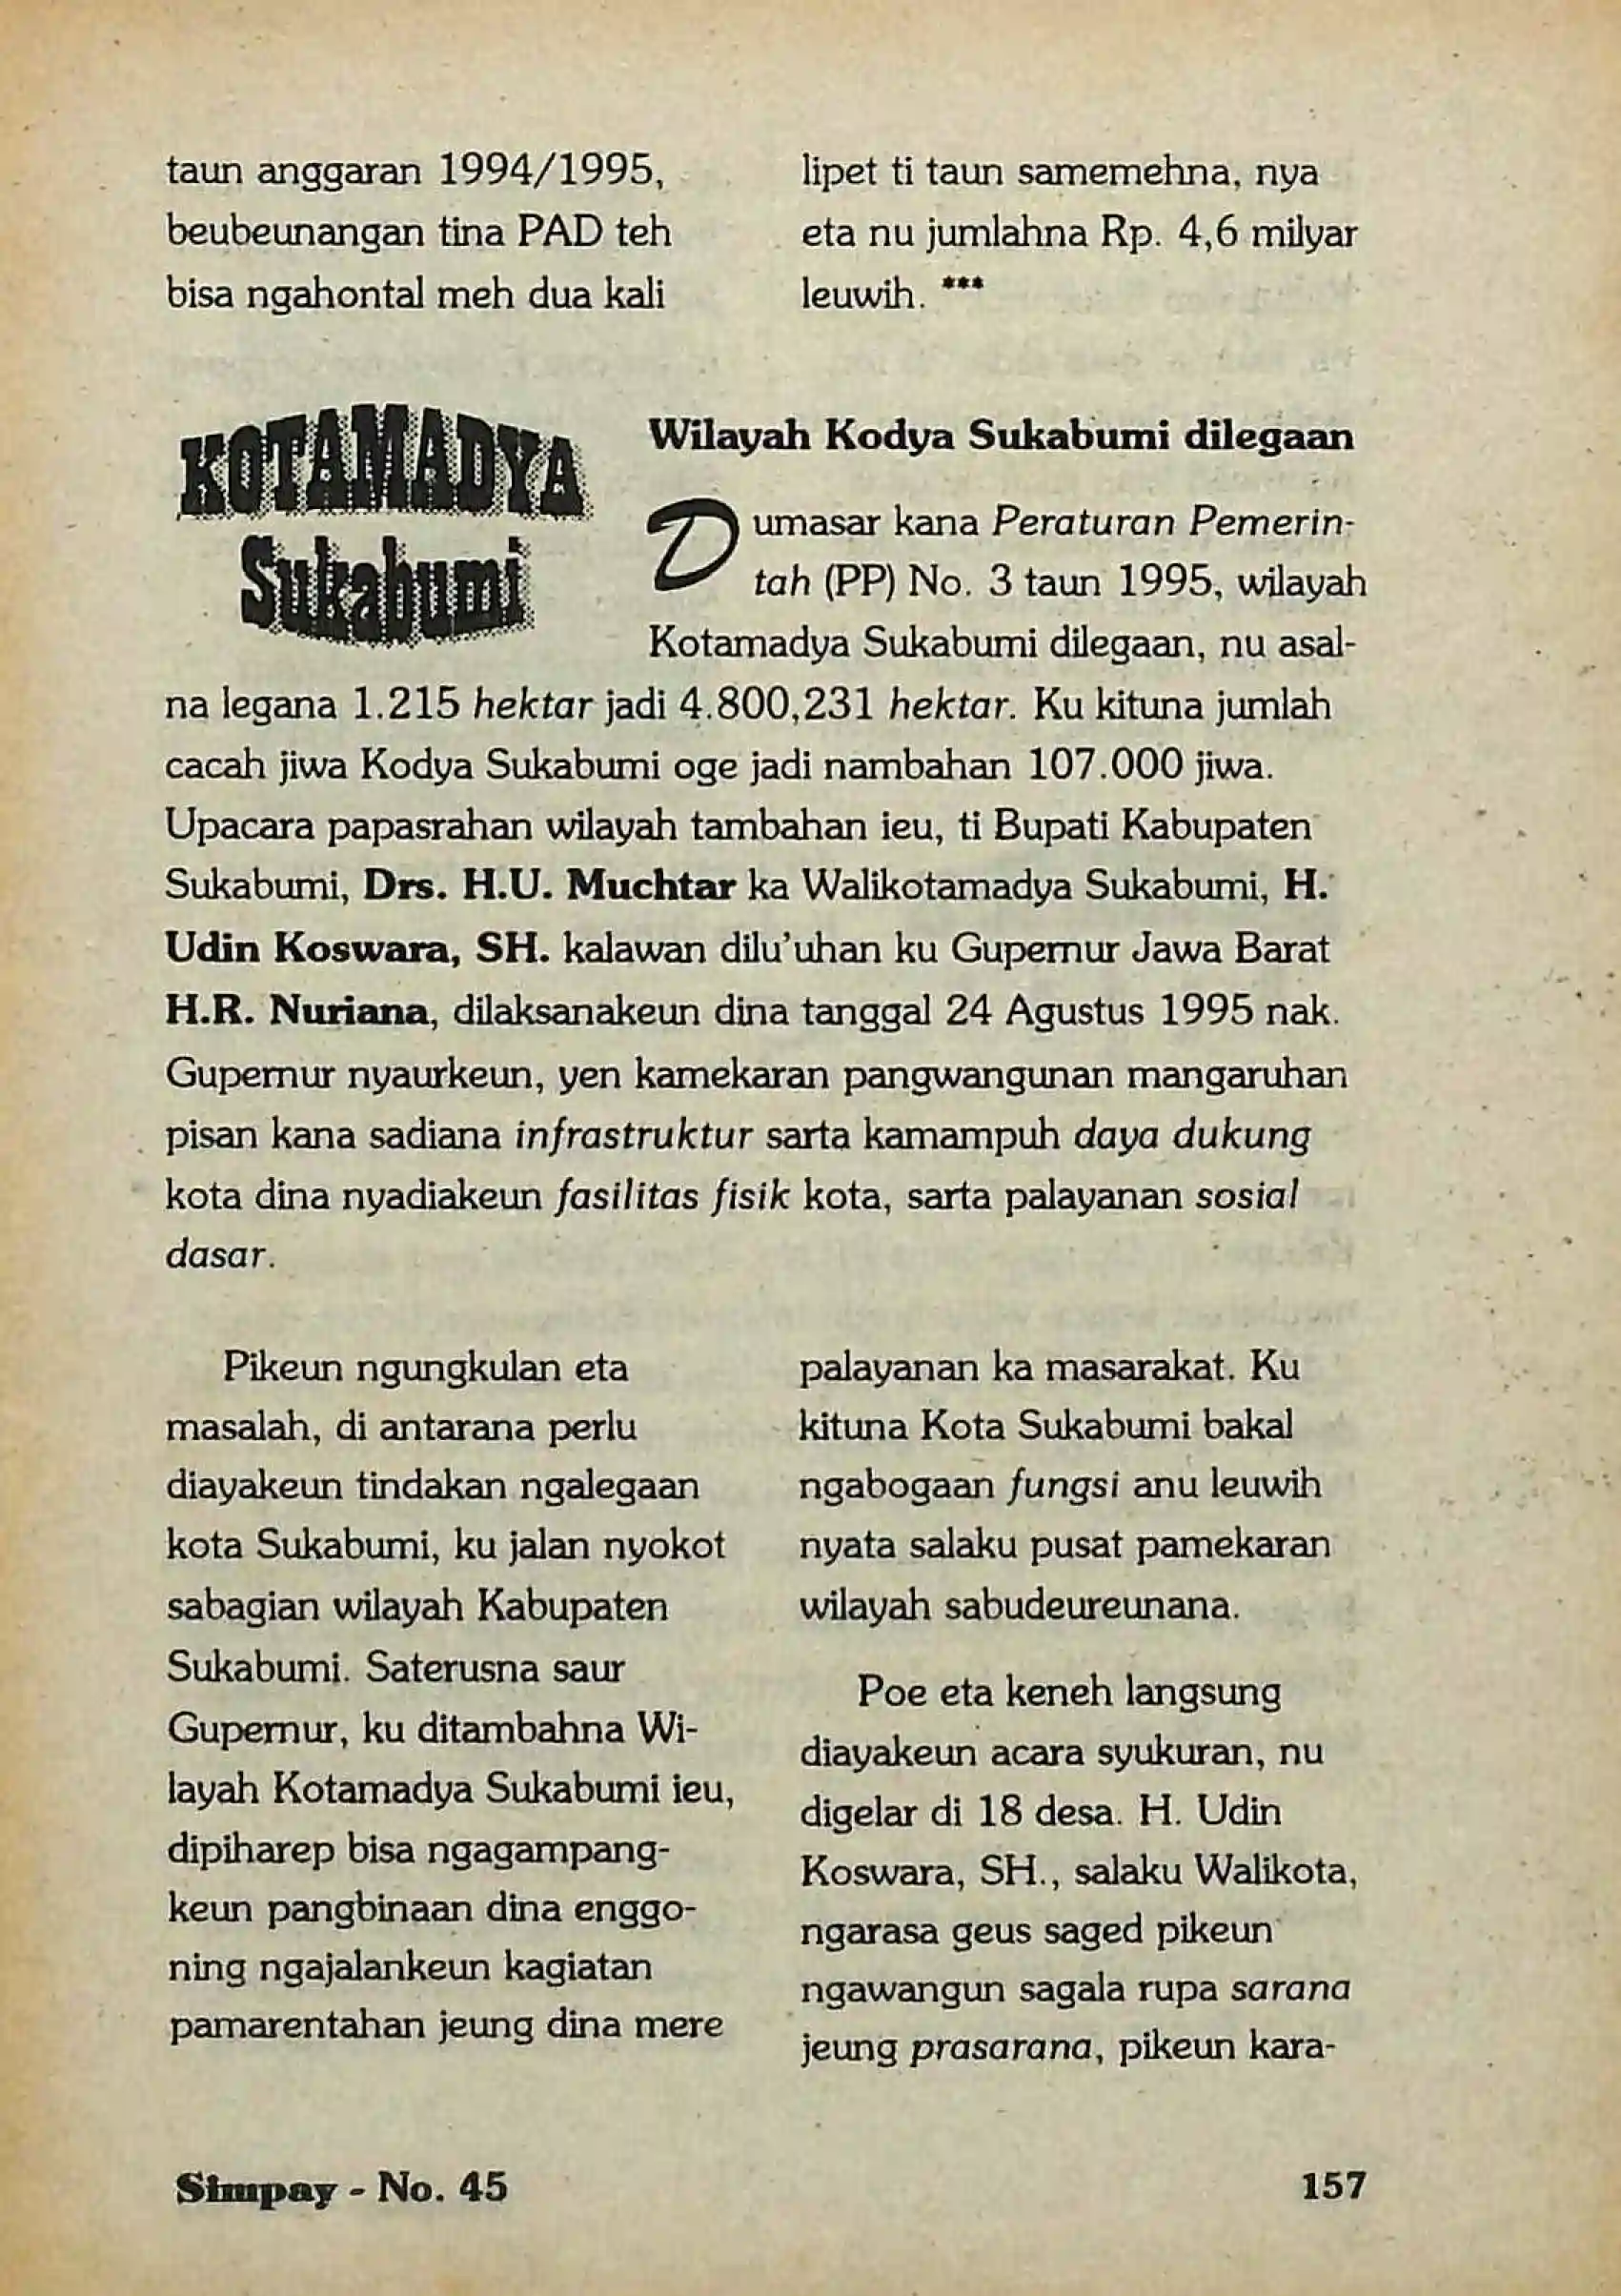 taun anggaran 1994/1995,
beubeunangan tina PAD teh
bisa ngahontal meh dua kali
lipet ti taun samemehna, nya
eta nu jumlahna Rp. 4,6 milyar
leuwih. ***
KOTAMADYA
Sukabumi
Wilayah Kodya Sukabumi dilegaan
Dumasar kana Peraturan Pemerin-
tah (PP) No. 3 taun 1995, wilayah
Kotamadya Sukabumi dilegaan, nu asal-
na legana 1.215 hektar jadi 4.800,231 hektar. Ku kituna jumlah
cacah jiwa Kodya Sukabumi oge jadi nambahan 107.000 jiwa.
Upacara papasrahan wilayah tambahan ieu, ti Bupati Kabupaten
Sukabumi, Drs. H.U. Muchtar ka Walikotamadya Sukabumi, H.
Udin Koswara, SH. kalawan dilu'uhan ku Gupernur Jawa Barat
H.R. Nuriana, dilaksanakeun dina tanggal 24 Agustus 1995 nak.
Gupernur nyaurkeun, yen kamekaran pangwangunan mangaruhan
pisan kana sadiana infrastruktur sarta kamampuh daya dukung
kota dina nyadiakeun fasilitas fisik kota, sarta palayanan sosial
dasar.
Pikeun ngungkulan eta
masalah, di antarana perlu
diayakeun tindakan ngalegaan
kota Sukabumi, ku jalan nyokot
sabagian wilayah Kabupaten
Sukabumi. Saterusna saur
Gupernur, ku ditambahna Wi-
layah Kotamadya Sukabumi ieu,
dipiharep bisa ngagampang-
keun pangbinaan dina enggo-
ning ngajalankeun kagiatan
pamarentahan jeung dina mere
palayanan ka masarakat. Ku
kituna Kota Sukabumi bakal
ngabogaan fungsi anu leuwih
nyata salaku pusat pamekaran
wilayah sabudeureunana.
Poe eta keneh langsung
diayakeun acara syukuran, nu
digelar di 18 desa. H. Udin
Koswara, SH., salaku Walikota,
ngarasa geus saged pikeun
ngawangun sagala rupa sarana
jeung prasarana, pikeun kara-
Simpay - No. 45
157